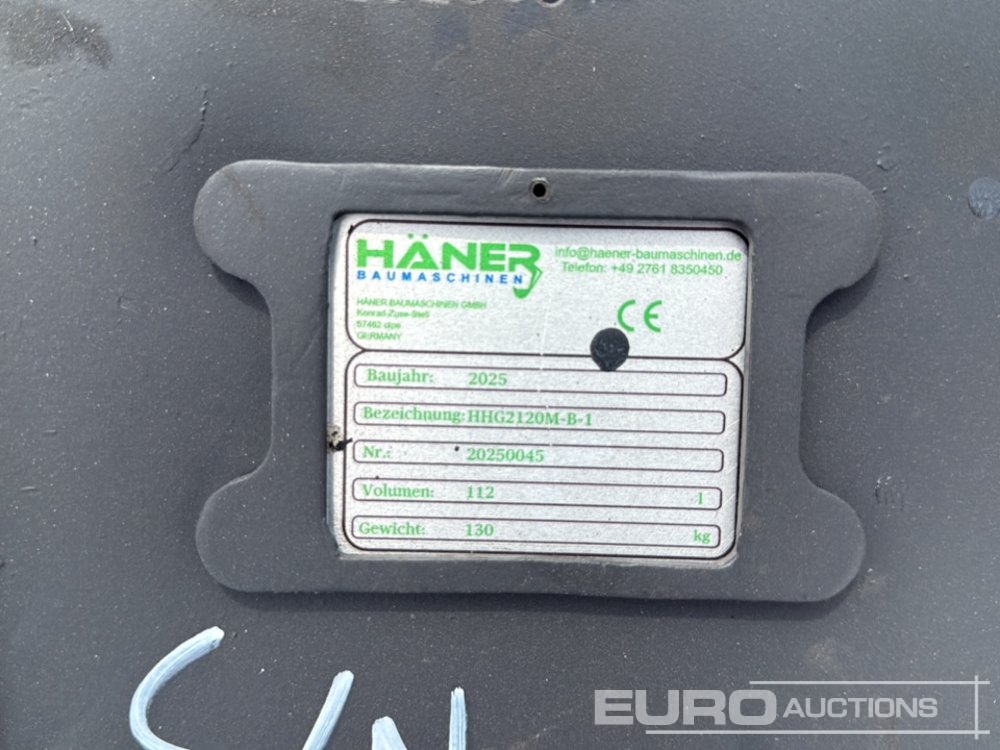 HÄNER
BAUMASCHINEN
info@haener-baumaschinen.de
Telefon: +49 2761 8350450
HÄNER BAUMASCHINEN GMBH
57462
GERMANY
CE
Baujahr: 2025
Bezeichnung: HHG2120M-B-1
Nr.: 20250045
Volumen: 112 l
Gewicht: 130 kg
S/N
EURO AUCTIONS